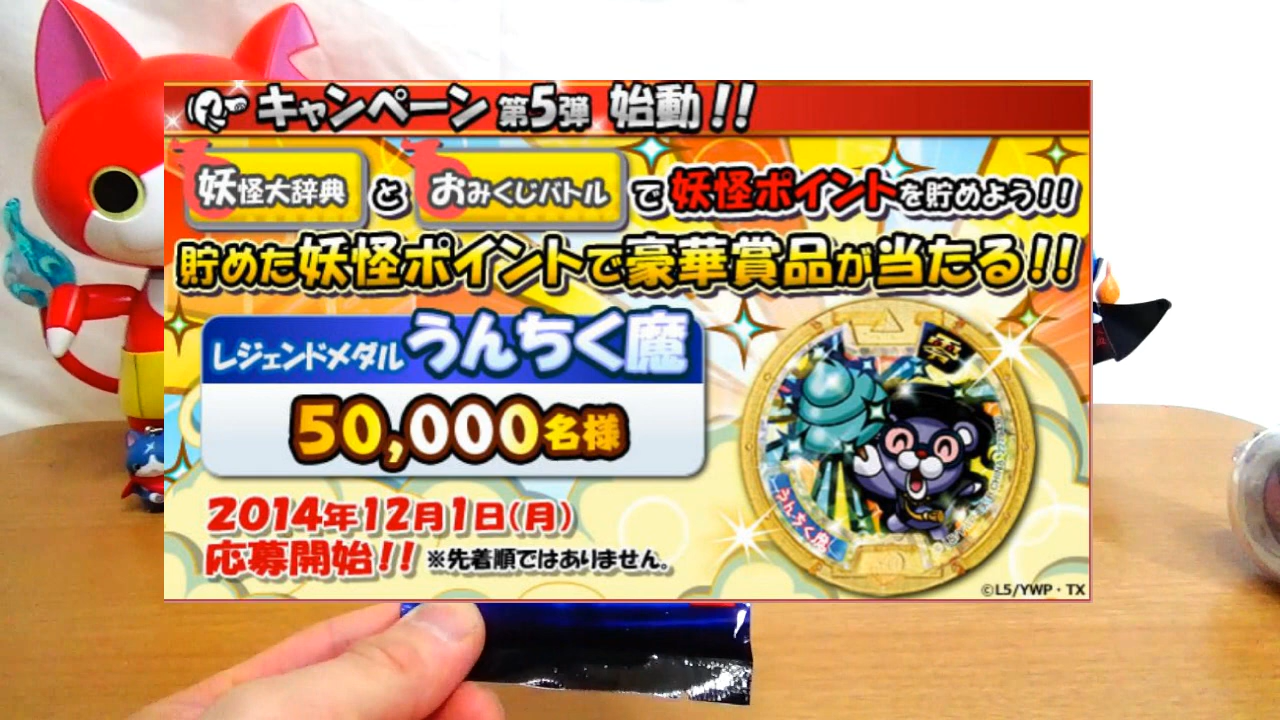 キャンペーン 第5弾 始動!!
妖怪大辞典 と おみくじバトル で 妖怪ポイントを貯めよう!!
貯めた妖怪ポイントで豪華賞品が当たる!!
レジェンドメダル うんちく魔
50,000名様
2014年12月1日(月)
応募開始!! ※先着順ではありません。
うんちく魔
©L5/YWP・TX